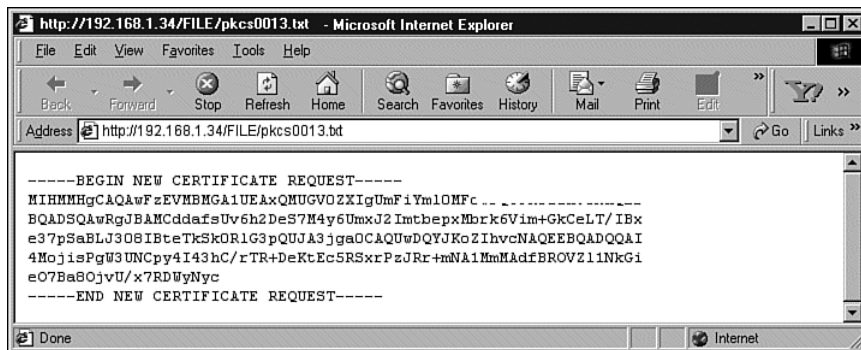 http://192.168.1.34/FILE/pkcs0013.txt - Microsoft Internet Explorer
File Edit View Favorites Tools Help
Back Forward Stop Refresh Home Search Favorites History Mail Print Edit » Y! »
Address http://192.168.1.34/FILE/pkcs0013.txt Go Links »
-----BEGIN NEW CERTIFICATE REQUEST-----
MIHMMHgCAQAwFzEVMBMGA1UEAxQMUGVOZXIgUmFiYmlOMFc
BQADSQAwRgJBAMCddafsUv6h2DeS7M4y6UmxJ2ImtbepxMbrk6Vim+GkCeLT/IBx
e37pSaBLJ3O8IBteTkSkORlG3pQUJA3jgaOCAQUwDQYJKoZIhvcNAQEEBQADQQAI
4MojisPgW3UNCpy4I43hC/rTR+DeKtEc5RSxrPzJRr+mNA1MmMAdfBROVZl1NkGi
eO7Ba8OjvU/x7RDWyNyc
-----END NEW CERTIFICATE REQUEST-----
Done Internet